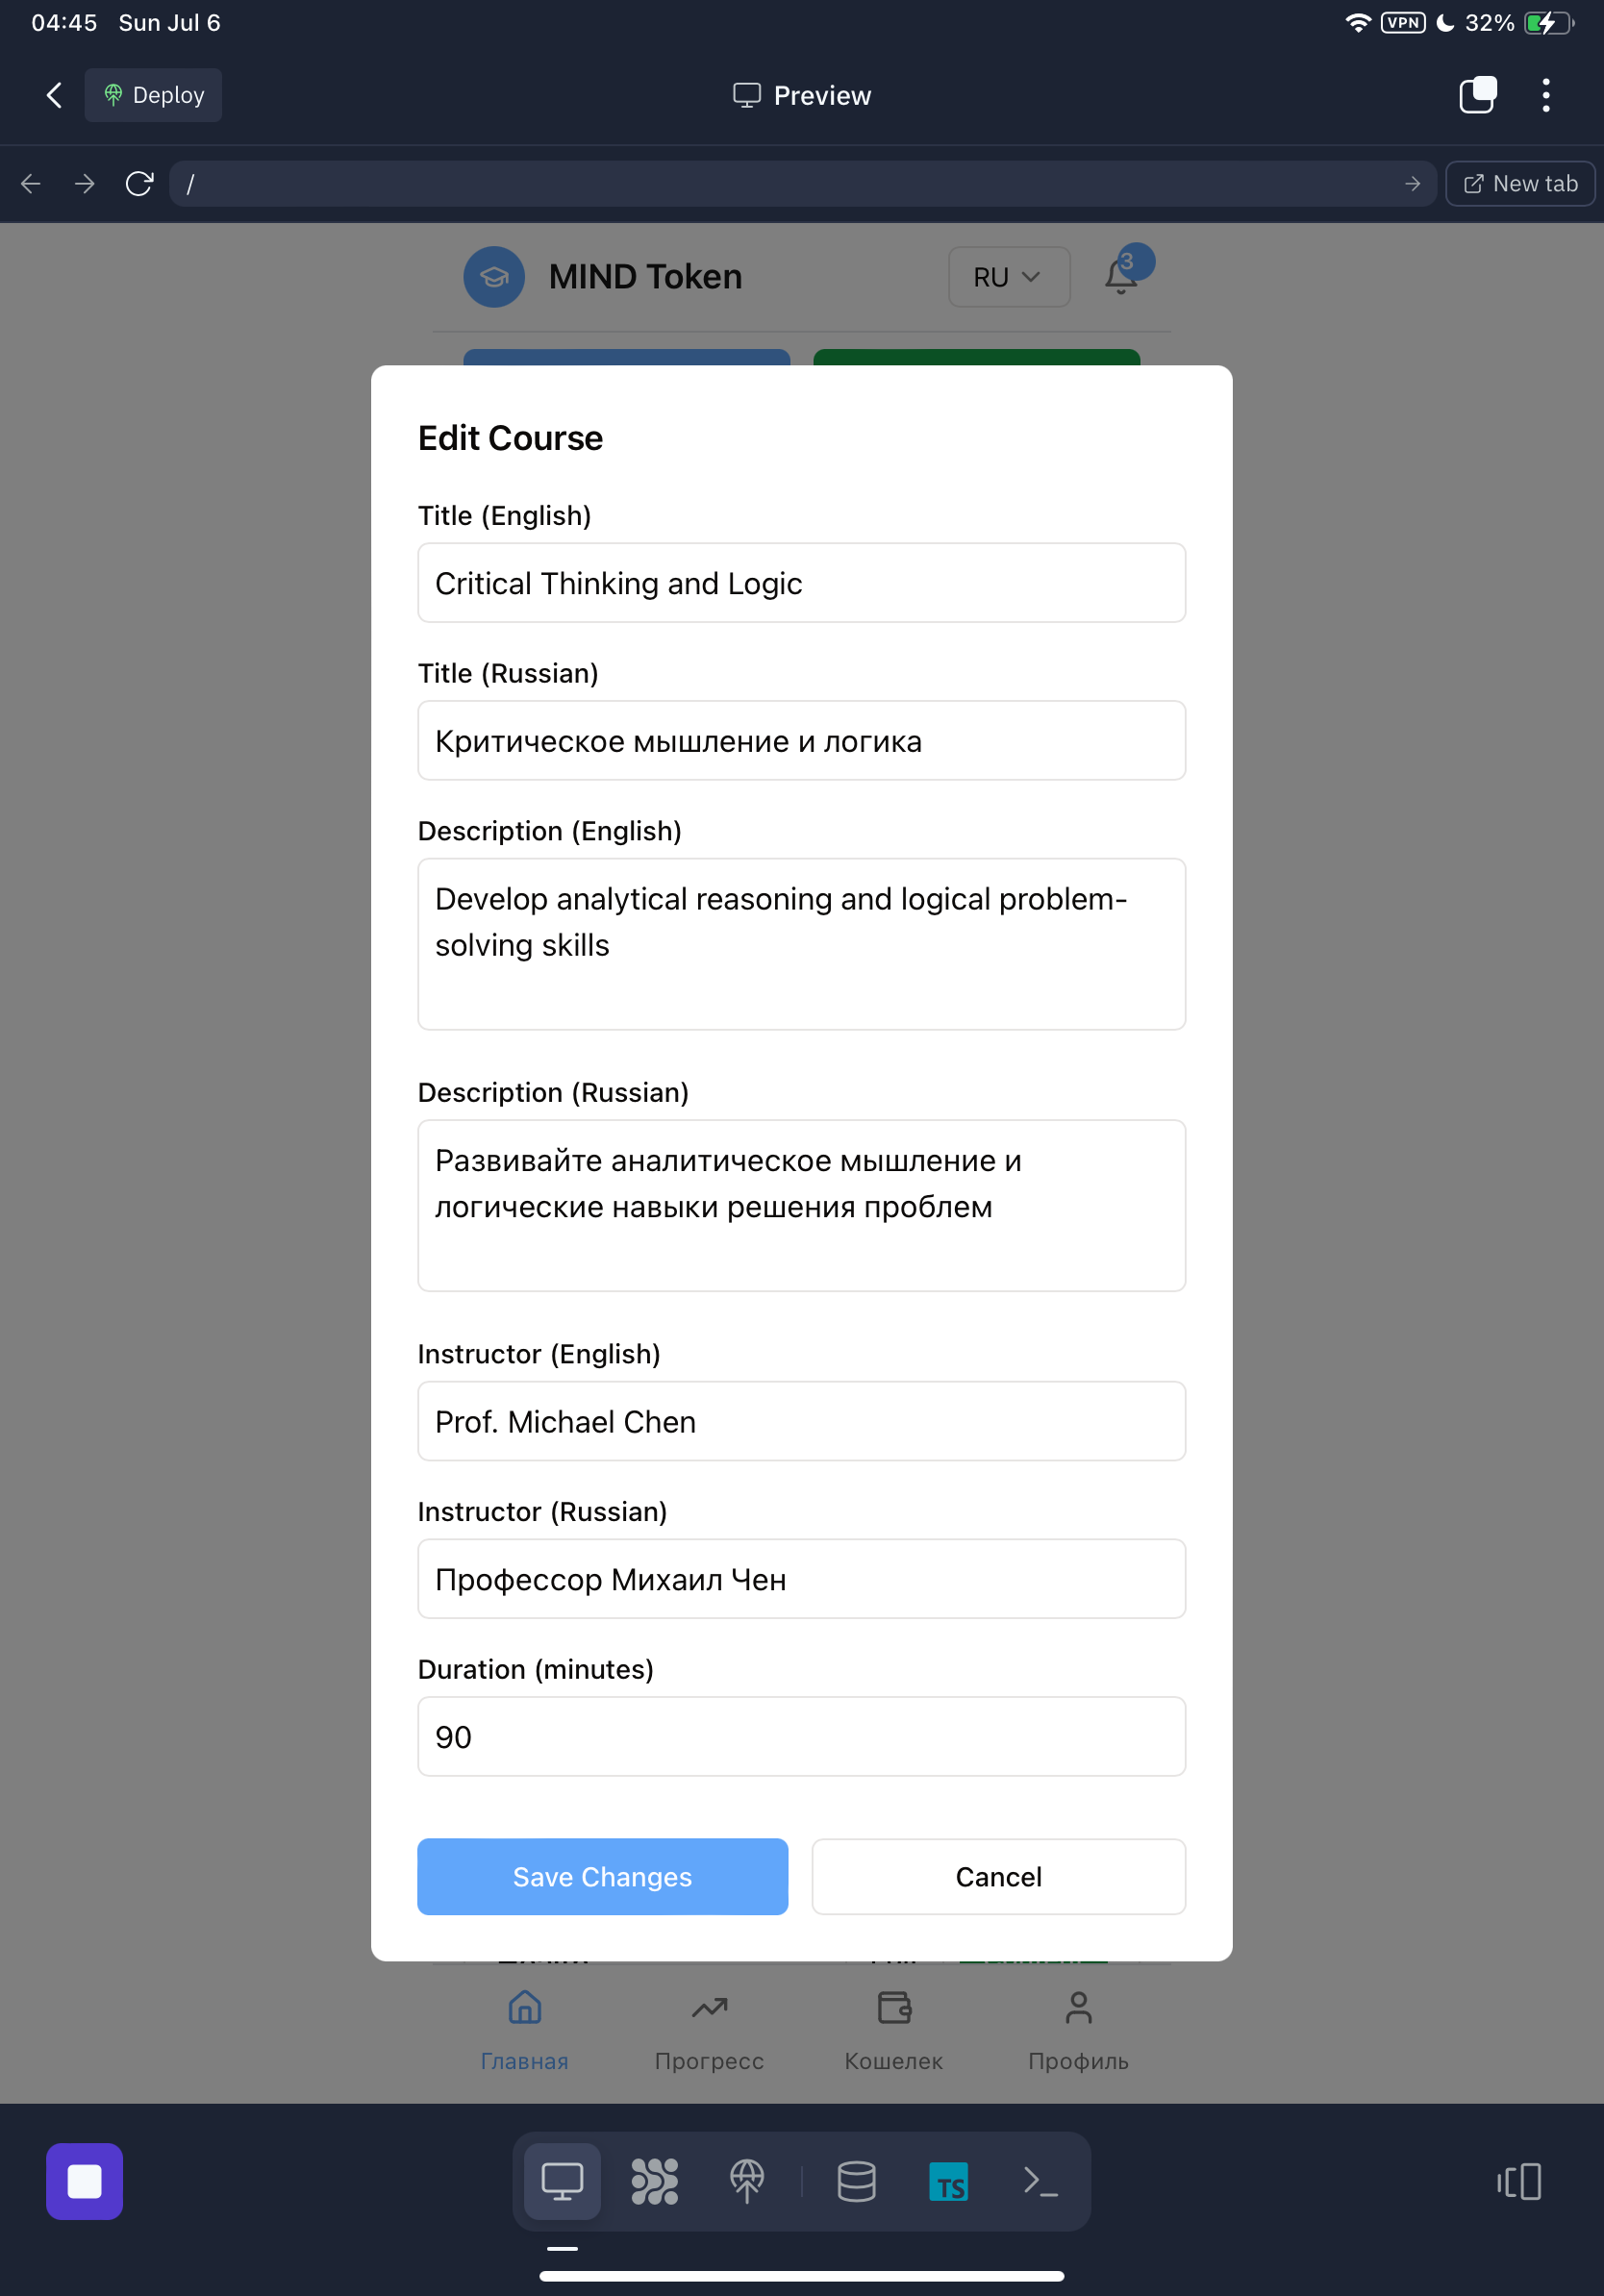 04:45 Sun Jul 6
VPN 32%
Deploy
Preview
/
New tab
MIND Token
RU
3
Edit Course
Title (English)
Critical Thinking and Logic
Title (Russian)
Критическое мышление и логика
Description (English)
Develop analytical reasoning and logical problem-
solving skills
Description (Russian)
Развивайте аналитическое мышление и
логические навыки решения проблем
Instructor (English)
Prof. Michael Chen
Instructor (Russian)
Профессор Михаил Чен
Duration (minutes)
90
Save Changes
Cancel
Главная
Прогресс
Кошелек
Профиль
TS